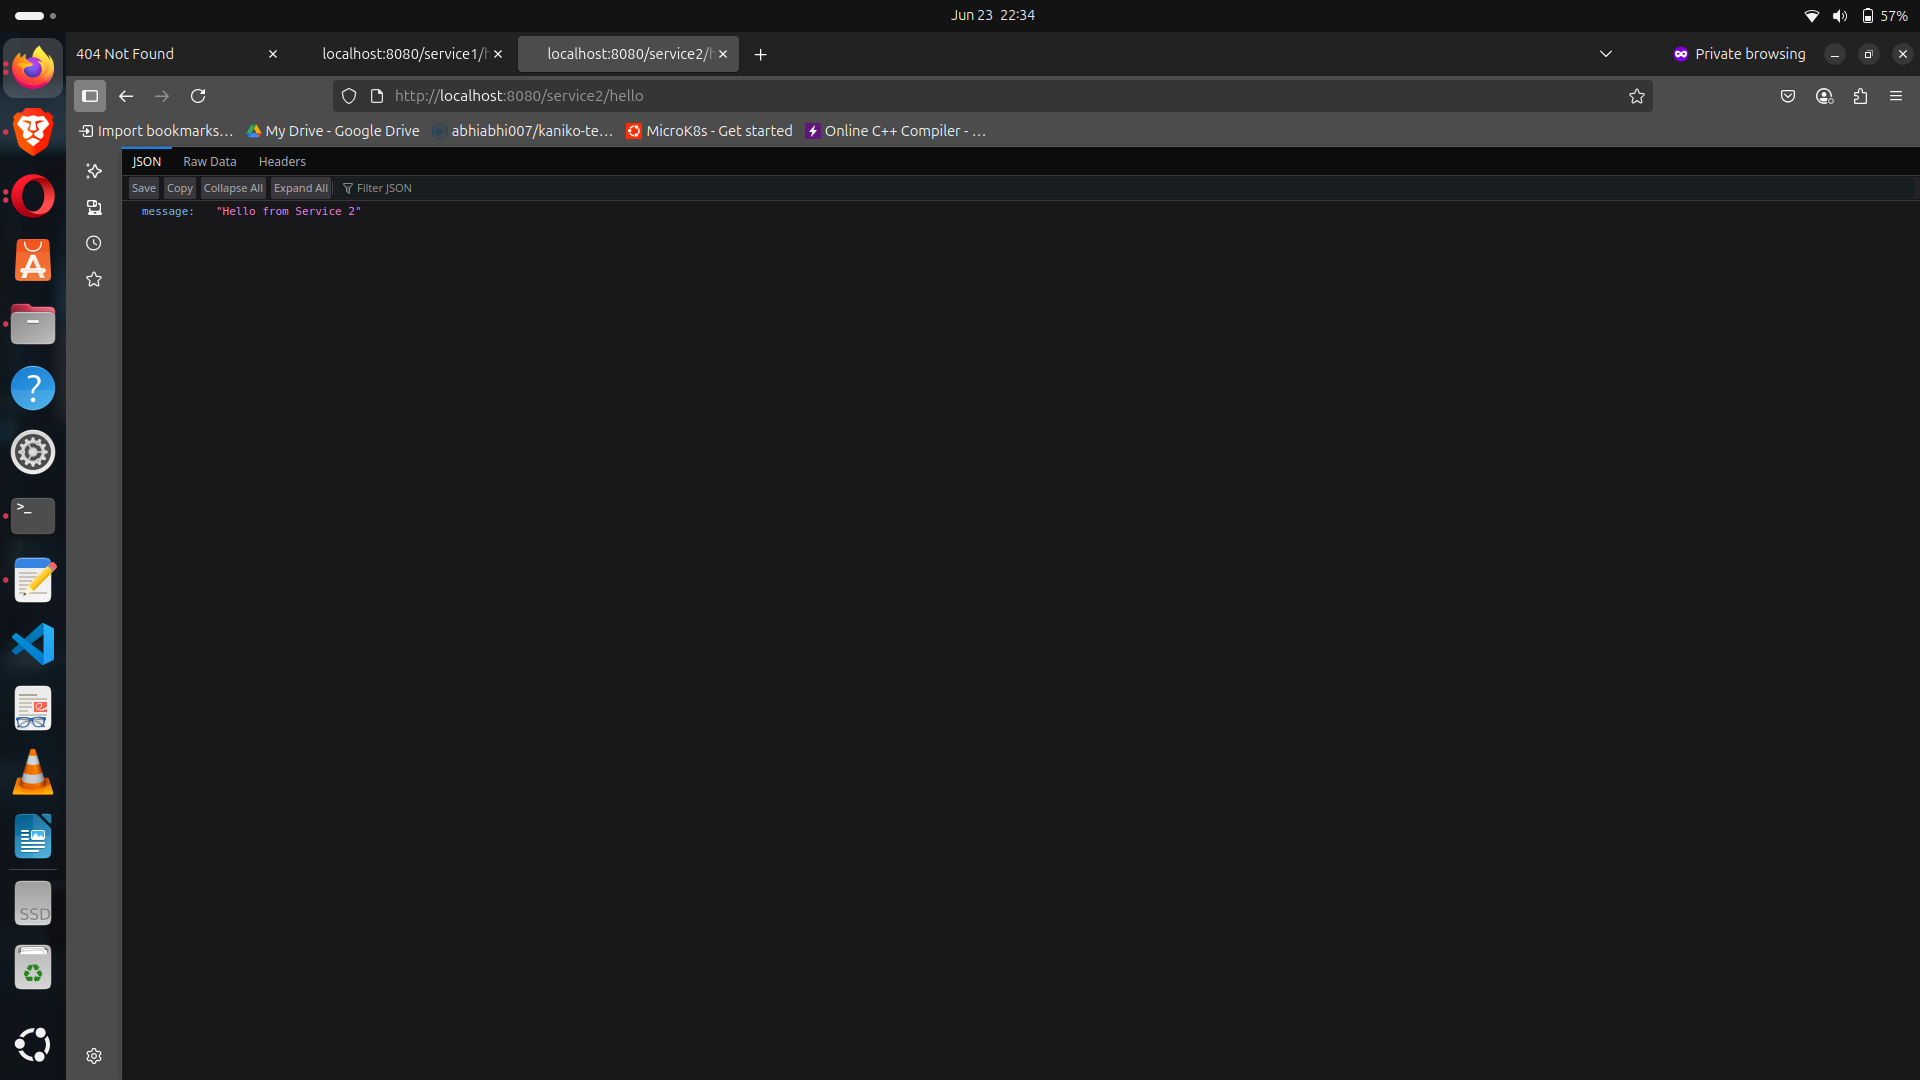 Jun 23 22:34
57%
404 Not Found
localhost:8080/service1/h
localhost:8080/service2/h
Private browsing
http://localhost:8080/service2/hello
Import bookmarks…
My Drive - Google Drive
abhiabhi007/kaniko-te…
MicroK8s - Get started
Online C++ Compiler - …
JSON
Raw Data
Headers
Save
Copy
Collapse All
Expand All
Filter JSON
message: "Hello from Service 2"
SSD